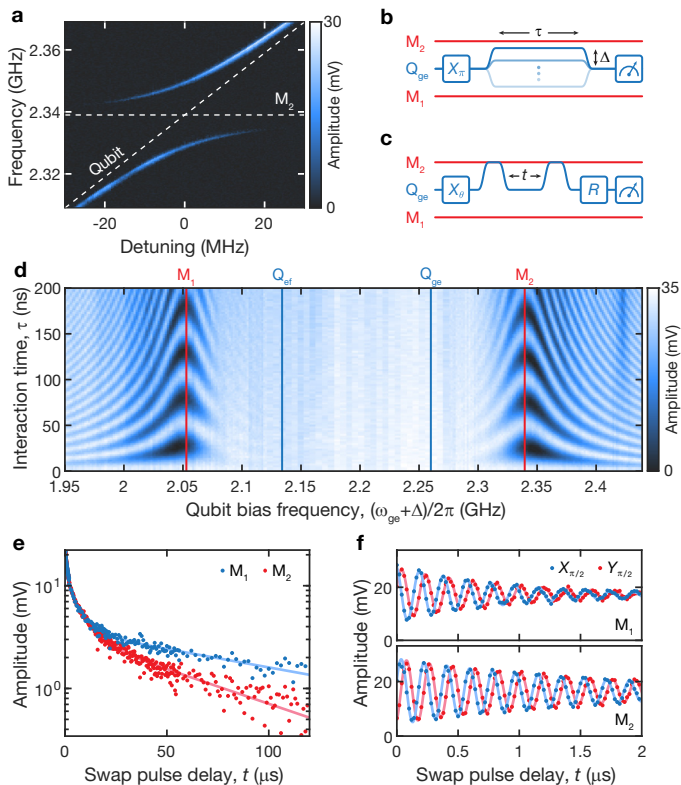 a
2.36
2.34
2.32
Frequency (GHz)
M2
Qubit
-20
0
20
Detuning (MHz)
30
0
Amplitude (mV)
b
M2
Qge
M1
Xπ
τ
Δ
c
M2
Qge
M1
Xθ
t
R
d
M1
Qef
Qge
M2
200
150
100
50
0
Interaction time, τ (ns)
1.95
2
2.05
2.1
2.15
2.2
2.25
2.3
2.35
2.4
Qubit bias frequency, (ωge+Δ)/2π (GHz)
35
0
Amplitude (mV)
e
M1
M2
10^1
10^0
Amplitude (mV)
0
50
100
Swap pulse delay, t (μs)
f
Xπ/2
Yπ/2
20
0
M1
20
0
M2
Amplitude (mV)
0
0.5
1
1.5
2
Swap pulse delay, t (μs)